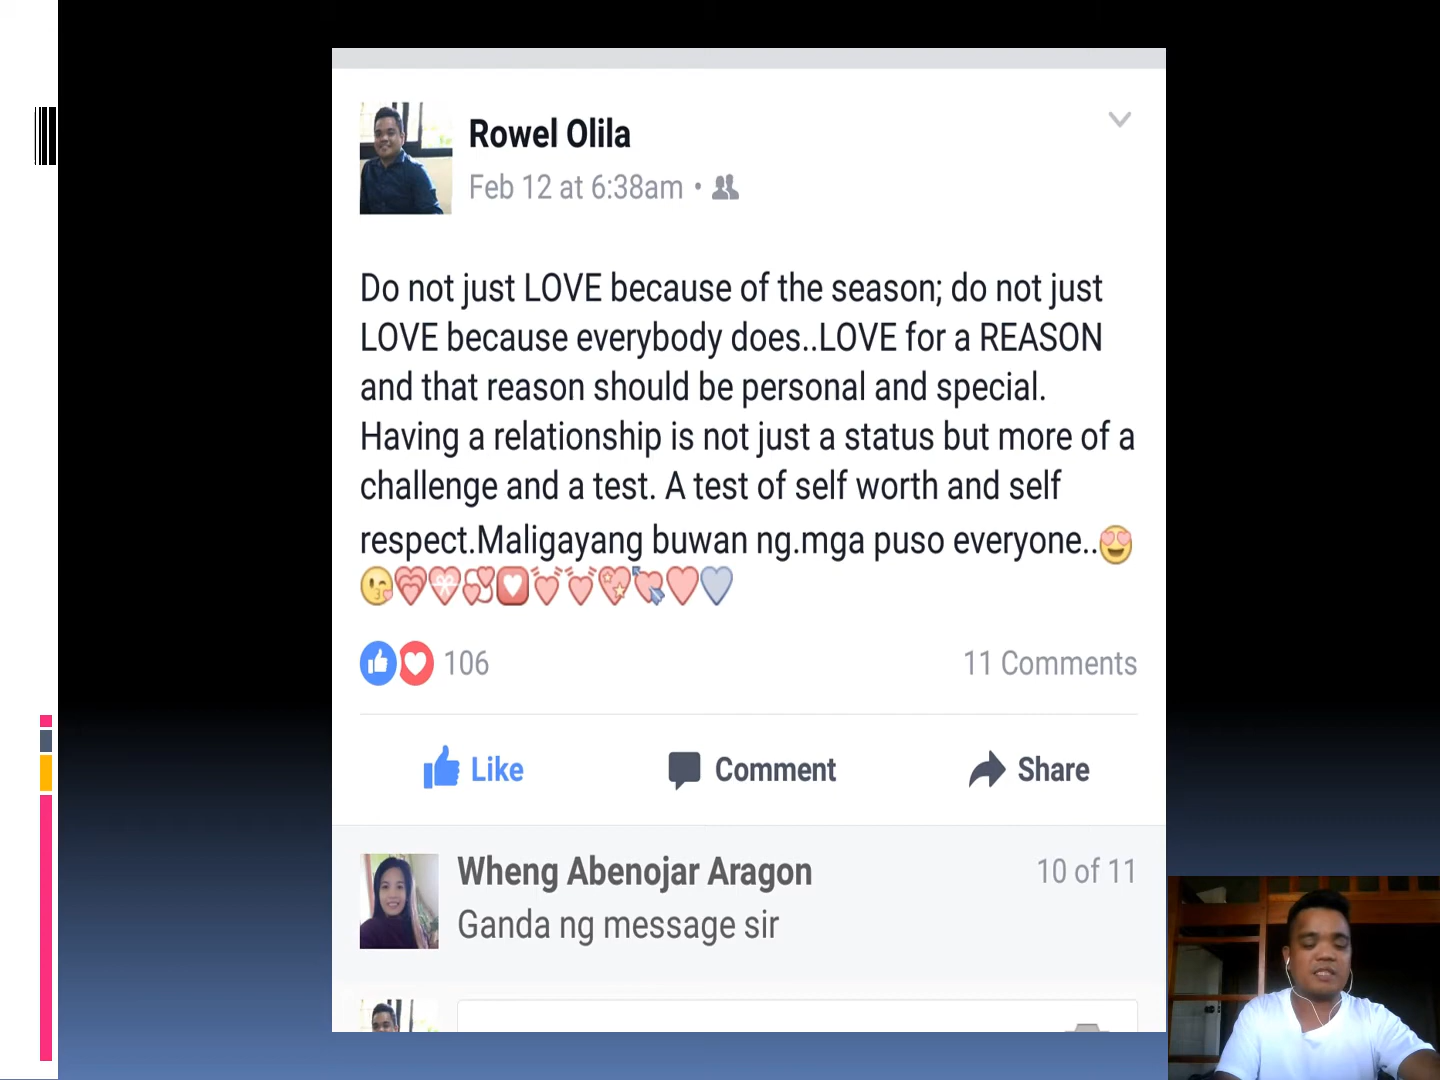 Rowel Olila
Feb 12 at 6:38am •
Do not just LOVE because of the season; do not just
LOVE because everybody does..LOVE for a REASON
and that reason should be personal and special.
Having a relationship is not just a status but more of a
challenge and a test. A test of self worth and self
respect.Maligayang buwan ng.mga puso everyone..😍
😘💗💝💞💟💓💓💖💘❤💙
106 11 Comments
Like Comment Share
Wheng Abenojar Aragon 10 of 11
Ganda ng message sir